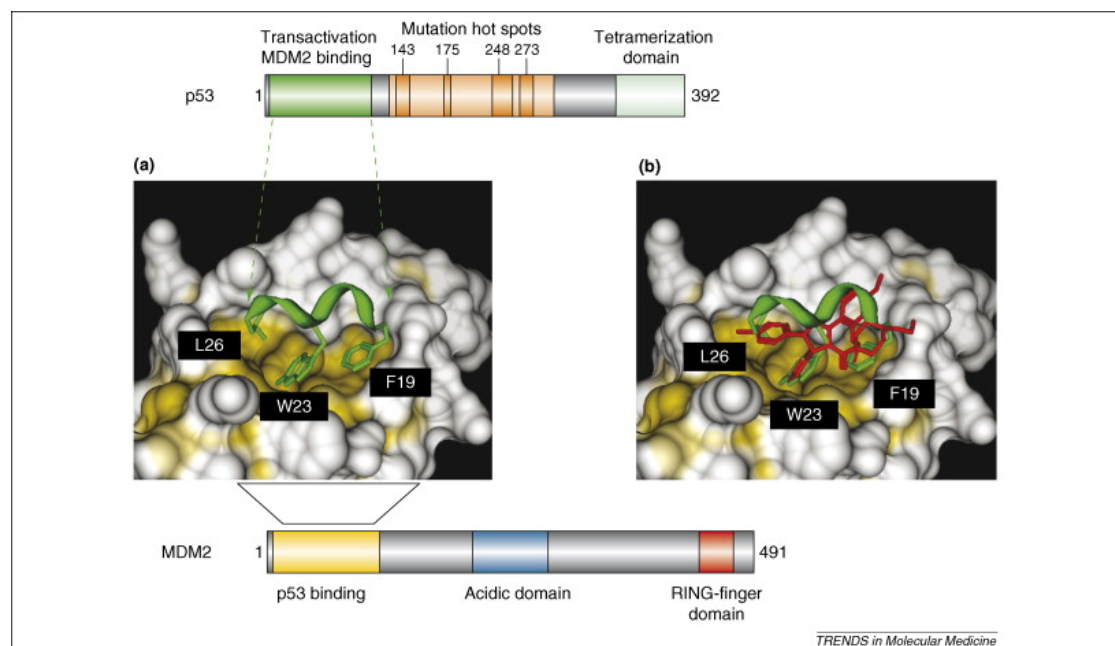 Transactivation
MDM2 binding
Mutation hot spots
143 175 248 273
Tetramerization
domain
p53 1 392
(a)
(b)
L26
F19
W23
L26
F19
W23
MDM2 1 491
p53 binding
Acidic domain
RING-finger
domain
TRENDS in Molecular Medicine